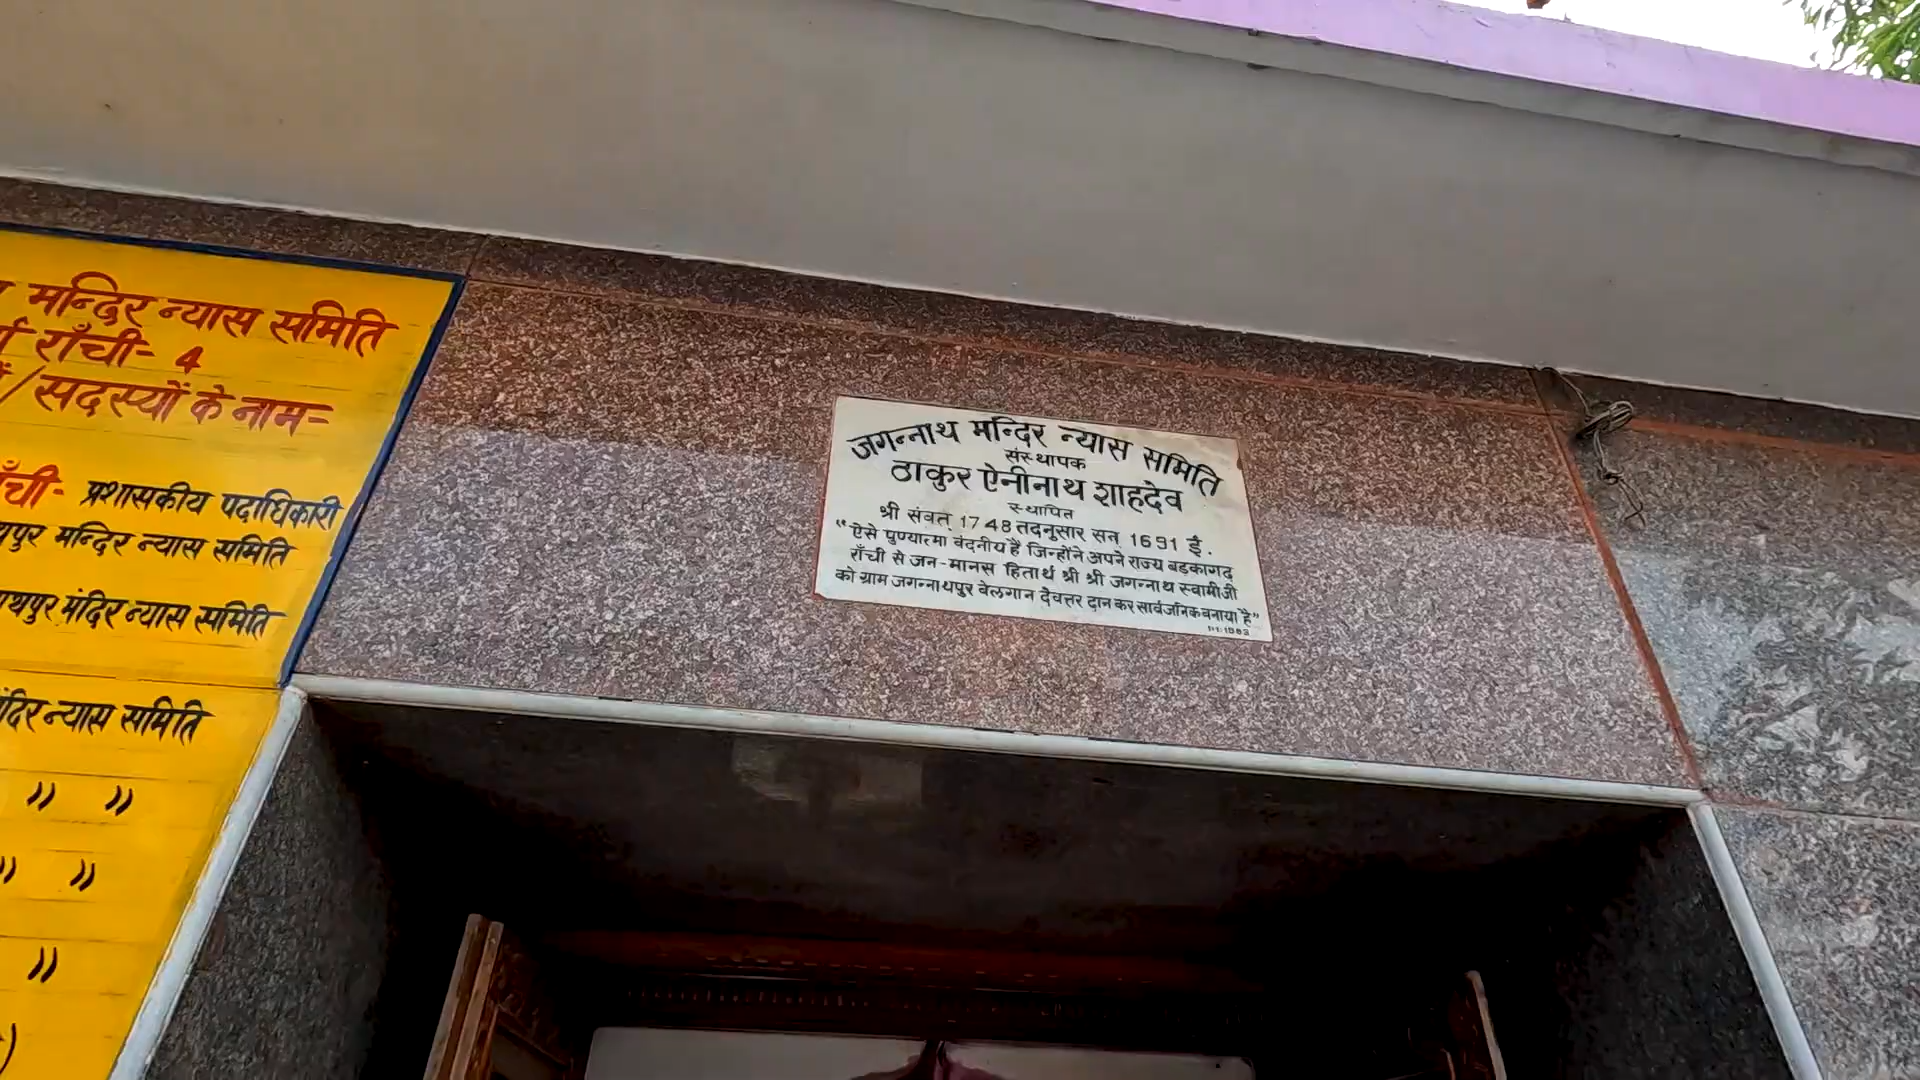 मन्दिर न्यास समिति
राँची- 4
/सदस्यों के नाम=
प्रशासकीय पदाधिकारी
मन्दिर न्यास समिति
मंदिर न्यास समिति
न्यास समिति
" "
" "
"
जगन्नाथ मन्दिर न्यास समिति
संस्थापक
ठाकुर ऐनीनाथ शाहदेव
स्थापित
श्री संवत् 1748 तदनुसार सन् 1691 ई.
“ऐसे पुण्यात्मा वंदनीय हैं जिन्होंने अपने राज्य बड़कागढ़
राँची से जन-मानस हितार्थ श्री श्री जगन्नाथ स्वामीजी
को ग्राम जगन्नाथपुर वेलगान देवत्तर दान कर सार्वजनिक बनाया है”